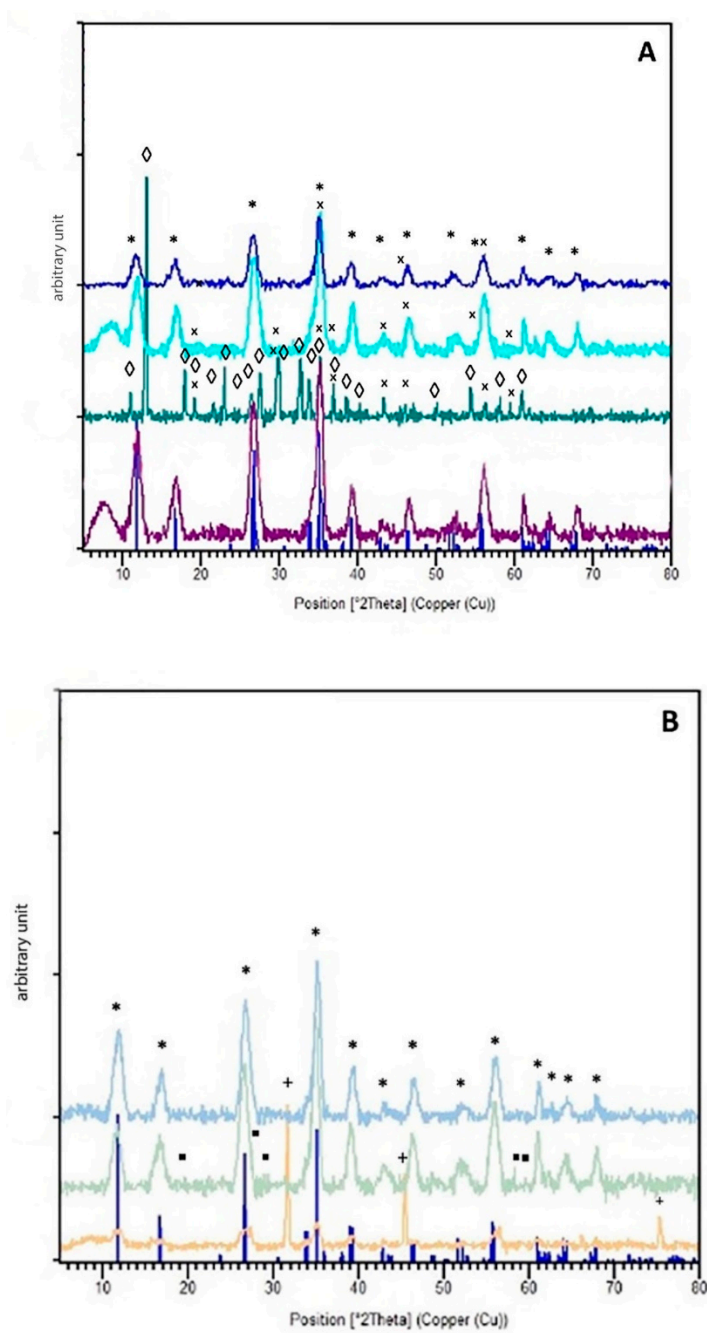 A
arbitrary unit
10 20 30 40 50 60 70 80
Position [°2Theta] (Copper (Cu))
B
arbitrary unit
10 20 30 40 50 60 70 80
Position [°2Theta] (Copper (Cu))